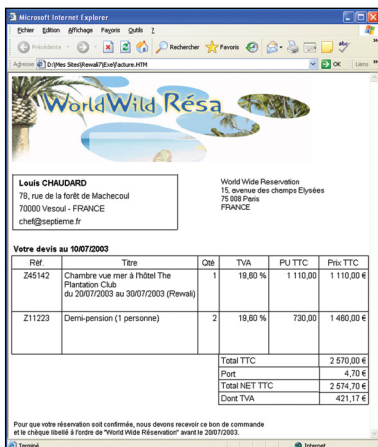 Microsoft Internet Explorer
Fichier Edition Affichage Favoris Outils ?
Précédente Rechercher Favoris
Adresse D:\Mes Sites\Rewali7\Exe\facture.HTM OK Liens
WorldWild Résa
Louis CHAUDARD
78, rue de la forêt de Machecoul
70000 Vesoul - FRANCE
chef@septieme.fr
World Wide Reservation
15, avenue des champs Elysées
75 008 Paris
FRANCE
Votre devis au 10/07/2003
Réf. Titre Qté TVA PU TTC Prix TTC
Z45142 Chambre vue mer à l'hôtel The 1 19,60 % 1 110,00 1 110,00 €
Plantation Club
du 20/07/2003 au 30/07/2003 (Rewali)
Z11223 Demi-pension (1 personne) 2 19,60 % 730,00 1 460,00 €
Total TTC 2 570,00 €
Port 4,70 €
Total NET TTC 2 574,70 €
Dont TVA 421,17 €
Pour que votre réservation soit confirmée, nous devons recevoir ce bon de commande
et le chèque libellé à l'ordre de "World Wide Réservation" avant le 20/07/2003.
Terminé Internet